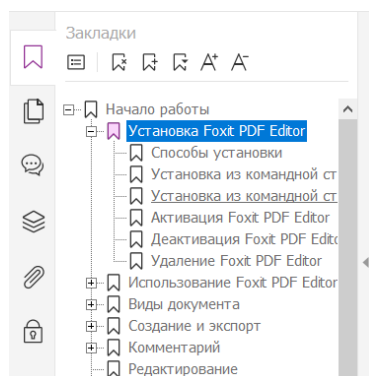 Закладки
Начало работы
Установка Foxit PDF Editor
Способы установки
Установка из командной ст
Установка из командной ст
Активация Foxit PDF Editor
Деактивация Foxit PDF Edito
Удаление Foxit PDF Editor
Использование Foxit PDF Editor
Виды документа
Создание и экспорт
Комментарий
Редактирование